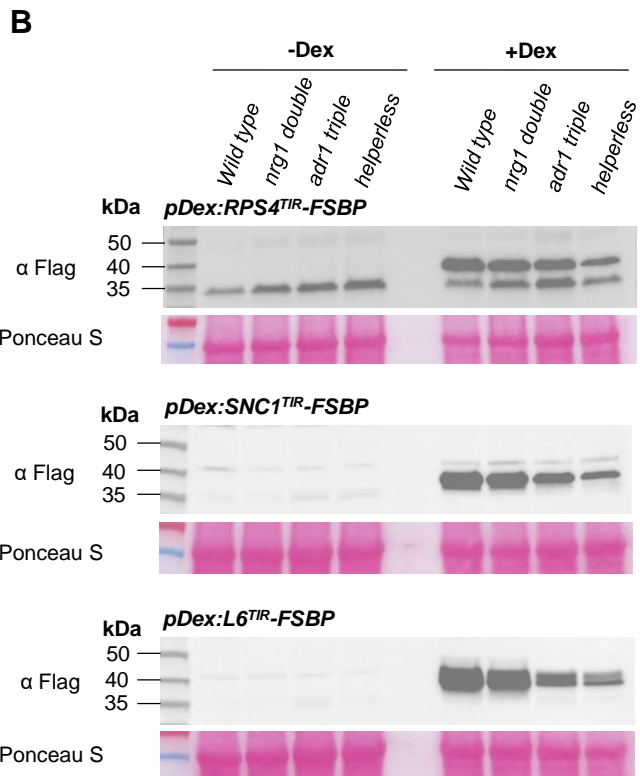 B
-Dex +Dex
Wild type nrg1 double adr1 triple helperless Wild type nrg1 double adr1 triple helperless
kDa pDex:RPS4TIR-FSBP
50
α Flag 40
35
Ponceau S
kDa pDex:SNC1TIR-FSBP
50
α Flag 40
35
Ponceau S
kDa pDex:L6TIR-FSBP
50
α Flag 40
35
Ponceau S